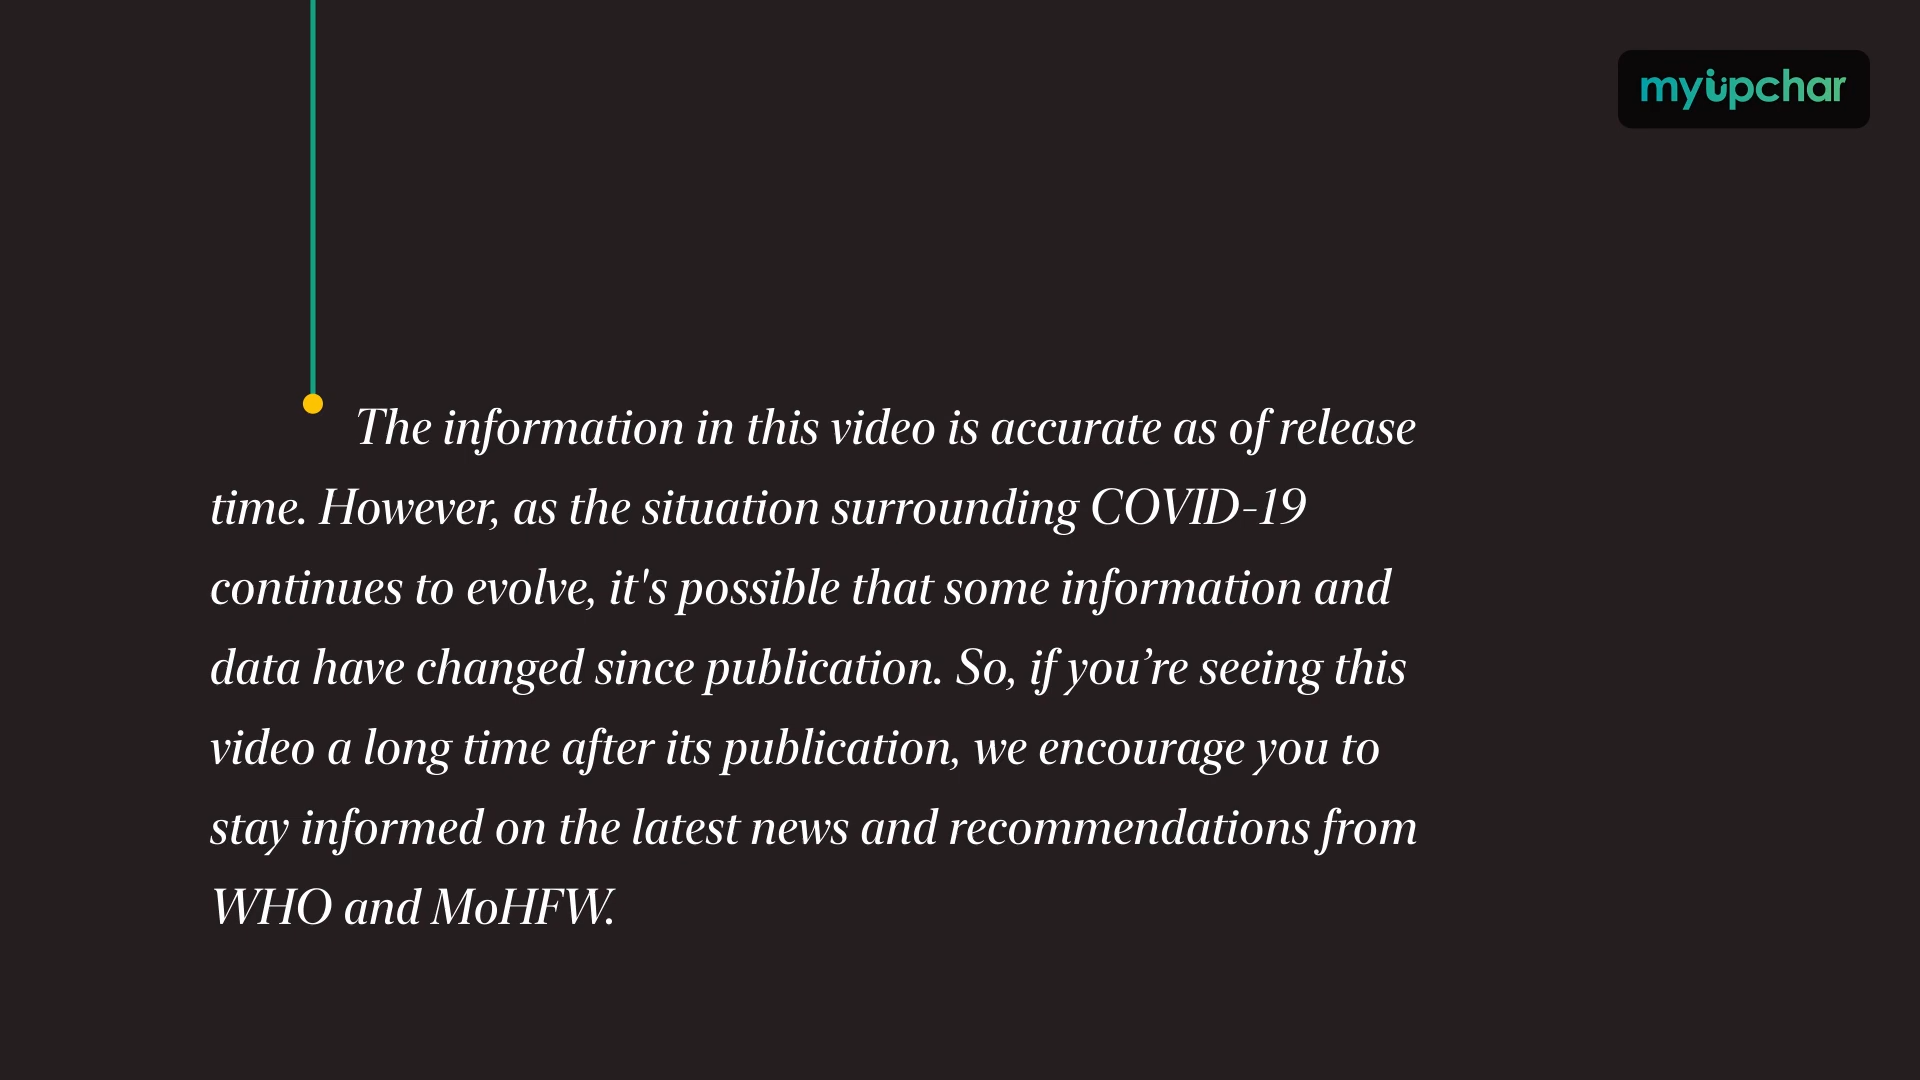 myUpchar
The information in this video is accurate as of release
time. However, as the situation surrounding COVID-19
continues to evolve, it's possible that some information and
data have changed since publication. So, if you’re seeing this
video a long time after its publication, we encourage you to
stay informed on the latest news and recommendations from
WHO and MoHFW.